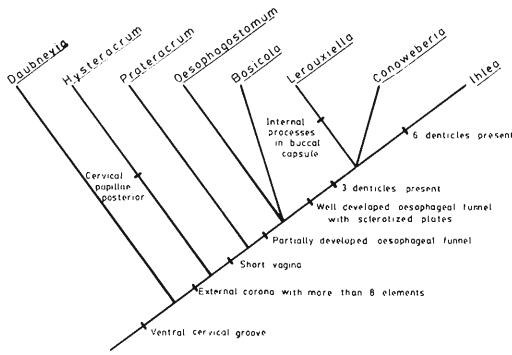 Daubneyia
Hysteracrum
Proteracrum
Oesophagostomum
Bosicola
Lerouxiella
Conoweberia
Ihlea
Internal
processes
in buccal
capsule
6 denticles present
Cervical
papillae
posterior
3 denticles present
Well developed oesophageal funnel
with sclerotized plates
Partially developed oesophageal funnel
Short vagina
External corona with more than 8 elements
Ventral cervical groove